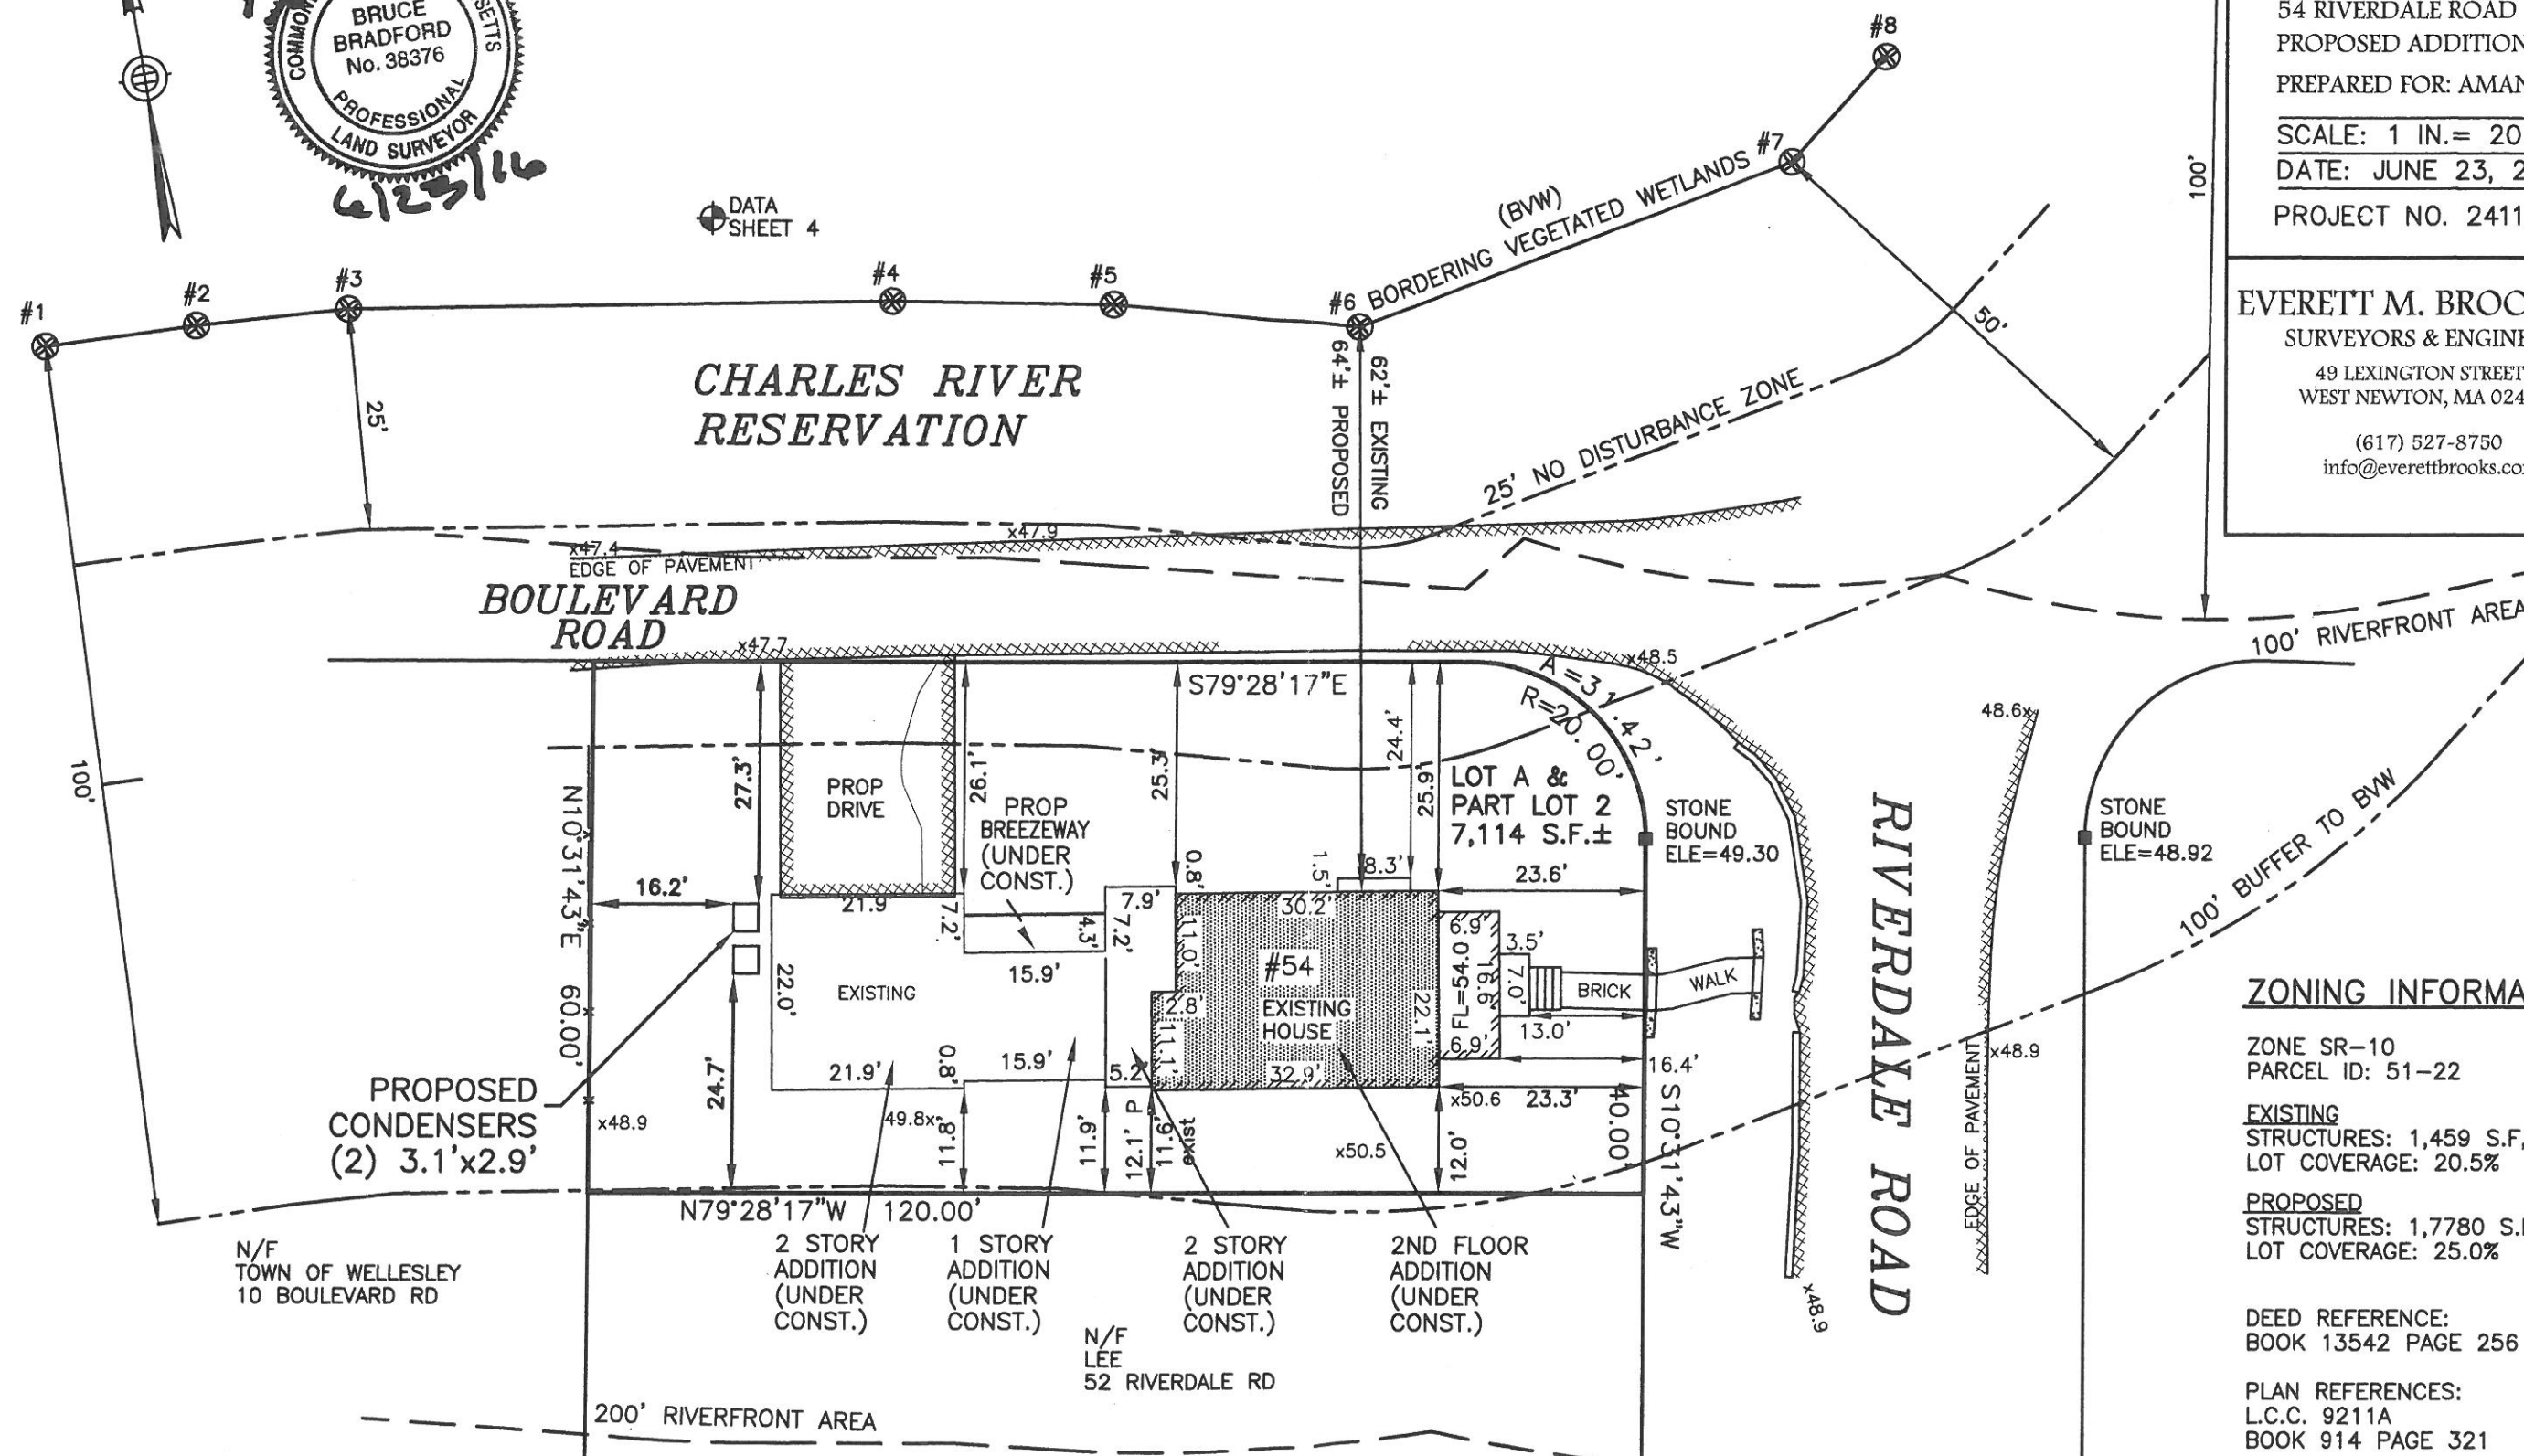 COMMON
SETTS
BRUCE
BRADFORD
No. 38376
PROFESSIONAL
LAND SURVEYOR
6/23/16
54 RIVERDALE ROAD
PROPOSED ADDITION
PREPARED FOR:
SCALE: 1 IN.= 20
DATE: JUNE 23, 2
PROJECT NO. 2411
EVERETT M.
SURVEYORS &
49 LEXINGTON STREET
WEST NEWTON, MA 024
(617) 527-8750
info@everettbrooks.co
DATA
SHEET 4
#1
#2
#3
#4
#5
#6
#7
#8
(BVW)
BORDERING VEGETATED WETLANDS
CHARLES RIVER
RESERVATION
25'
100'
50'
100'
64'± PROPOSED
62'± EXISTING
25' NO DISTURBANCE ZONE
x47.4
x47.9
EDGE OF PAVEMENT
BOULEVARD
ROAD
x47.7
x48.5
100' RIVERFRONT AREA
S79°28'17"E
A=31.42'
R=20.00'
48.6x
27.3'
PROP
DRIVE
26.1'
PROP
BREEZEWAY
(UNDER
CONST.)
25.3'
24.4'
25.9'
LOT A &
PART LOT 2
7,114 S.F.±
STONE
BOUND
ELE=49.30
STONE
BOUND
ELE=48.92
100' BUFFER TO BVW
N10°31'43"E 60.00'
16.2'
21.9
7.2'
4.3'
7.9'
7.2'
0.8'
1.5'
8.3'
30.2'
23.6'
11.0'
#54
EXISTING
HOUSE
2.8'
11.1'
32.9'
22.1'
6.9'
FL=54.0
16.6'
6.9'
3.5'
7.0'
BRICK
WALK
13.0'
16.4'
22.0'
EXISTING
15.9'
15.9'
21.9'
0.8'
5.2'
24.7'
PROPOSED
CONDENSERS
(2) 3.1'x2.9'
x48.9
49.8x
11.8'
11.9'
12.1' P
11.6'
exist
x50.5
x50.6
23.3'
12.0'
40.00'
S10°31'43"W
x48.9
x48.9
EDGE OF PAVEMENT
RIVERDALE ROAD
N79°28'17"W 120.00'
N/F
TOWN OF WELLESLEY
10 BOULEVARD RD
2 STORY
ADDITION
(UNDER
CONST.)
1 STORY
ADDITION
(UNDER
CONST.)
2 STORY
ADDITION
(UNDER
CONST.)
2ND FLOOR
ADDITION
(UNDER
CONST.)
N/F
LEE
52 RIVERDALE RD
200' RIVERFRONT AREA
ZONING
ZONE SR-10
PARCEL ID: 51-22
EXISTING
STRUCTURES: 1,459 S.F.
LOT COVERAGE: 20.5%
PROPOSED
STRUCTURES: 1,7780 S.
LOT COVERAGE: 25.0%
DEED REFERENCE:
BOOK 13542 PAGE 256
PLAN REFERENCES:
L.C.C. 9211A
BOOK 914 PAGE 321